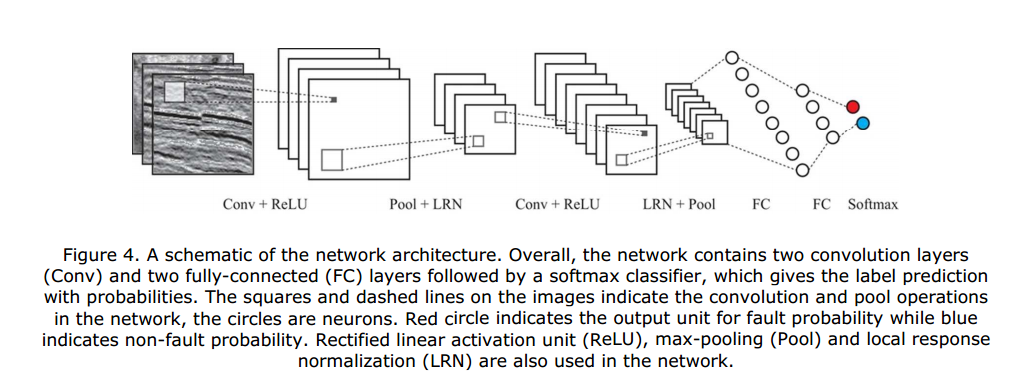 Conv + ReLU Pool + LRN Conv + ReLU LRN + Pool FC FC Softmax
Figure 4. A schematic of the network architecture. Overall, the network contains two convolution layers
(Conv) and two fully-connected (FC) layers followed by a softmax classifier, which gives the label prediction
with probabilities. The squares and dashed lines on the images indicate the convolution and pool operations
in the network, the circles are neurons. Red circle indicates the output unit for fault probability while blue
indicates non-fault probability. Rectified linear activation unit (ReLU), max-pooling (Pool) and local response
normalization (LRN) are also used in the network.